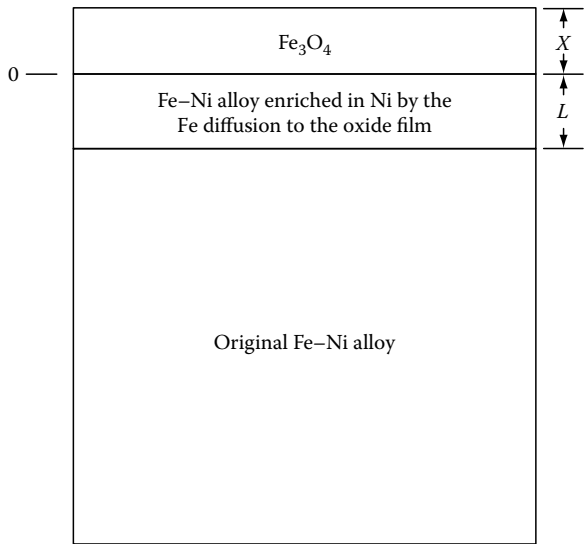 Fe₃O₄
X
0
Fe–Ni alloy enriched in Ni by the
Fe diffusion to the oxide film
L
Original Fe–Ni alloy